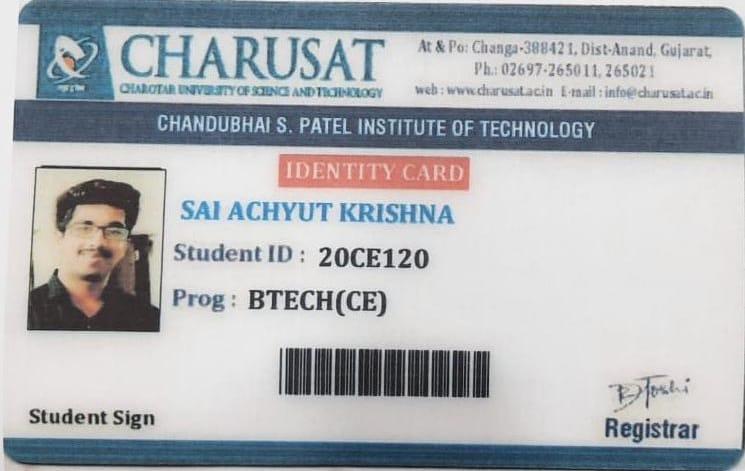 CHARUSAT
CHAROTAR UNIVERSITY OF SCIENCE AND TECHNOLOGY
At & Po: Changa-388421, Dist-Anand, Gujarat,
Ph.: 02697-265011, 265021
web : www.charusat.ac.in E-mail : info@charusat.ac.in
CHANDUBHAI S. PATEL INSTITUTE OF TECHNOLOGY
IDENTITY CARD
SAI ACHYUT KRISHNA
Student ID : 20CE120
Prog : BTECH(CE)
Student Sign
B Joshi
Registrar